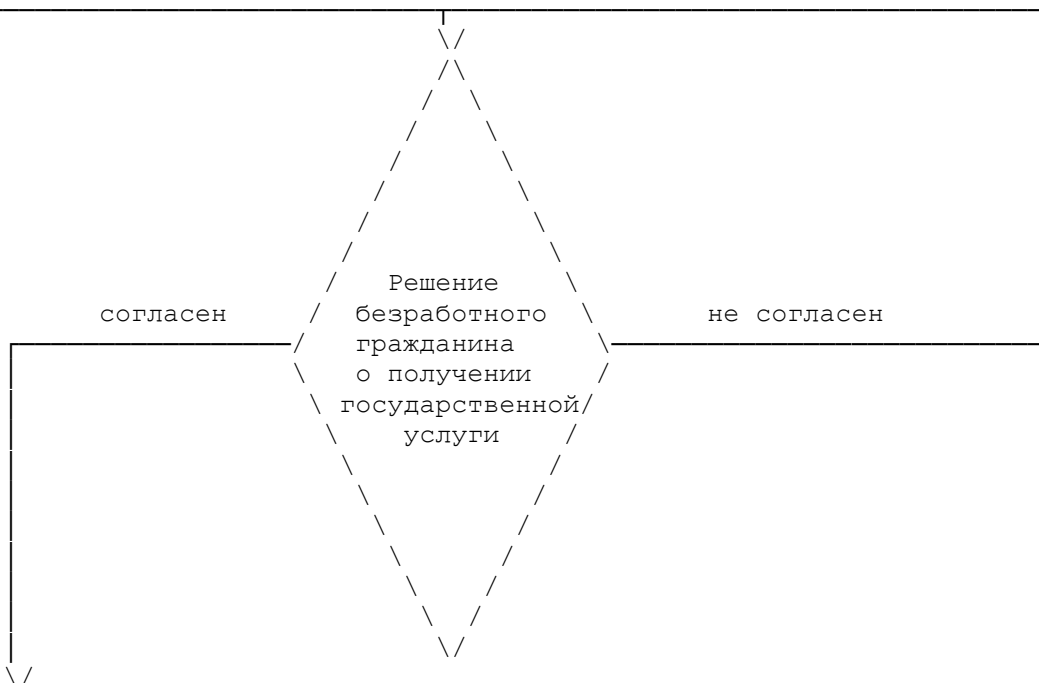 Решение
согласен безработного не согласен
гражданина
о получении
государственной
услуги